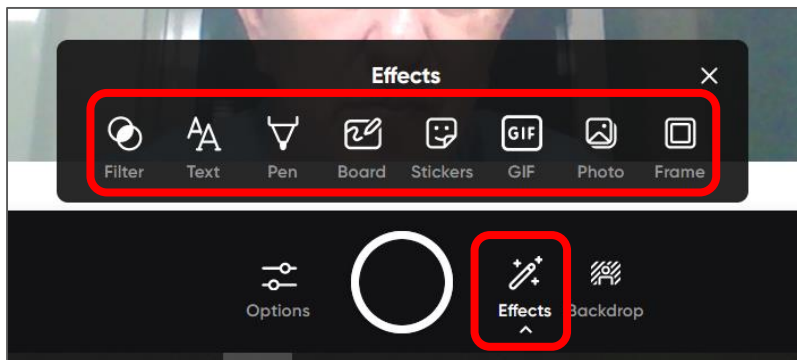 Effects
Filter Text Pen Board Stickers GIF Photo Frame
Options Effects Backdrop